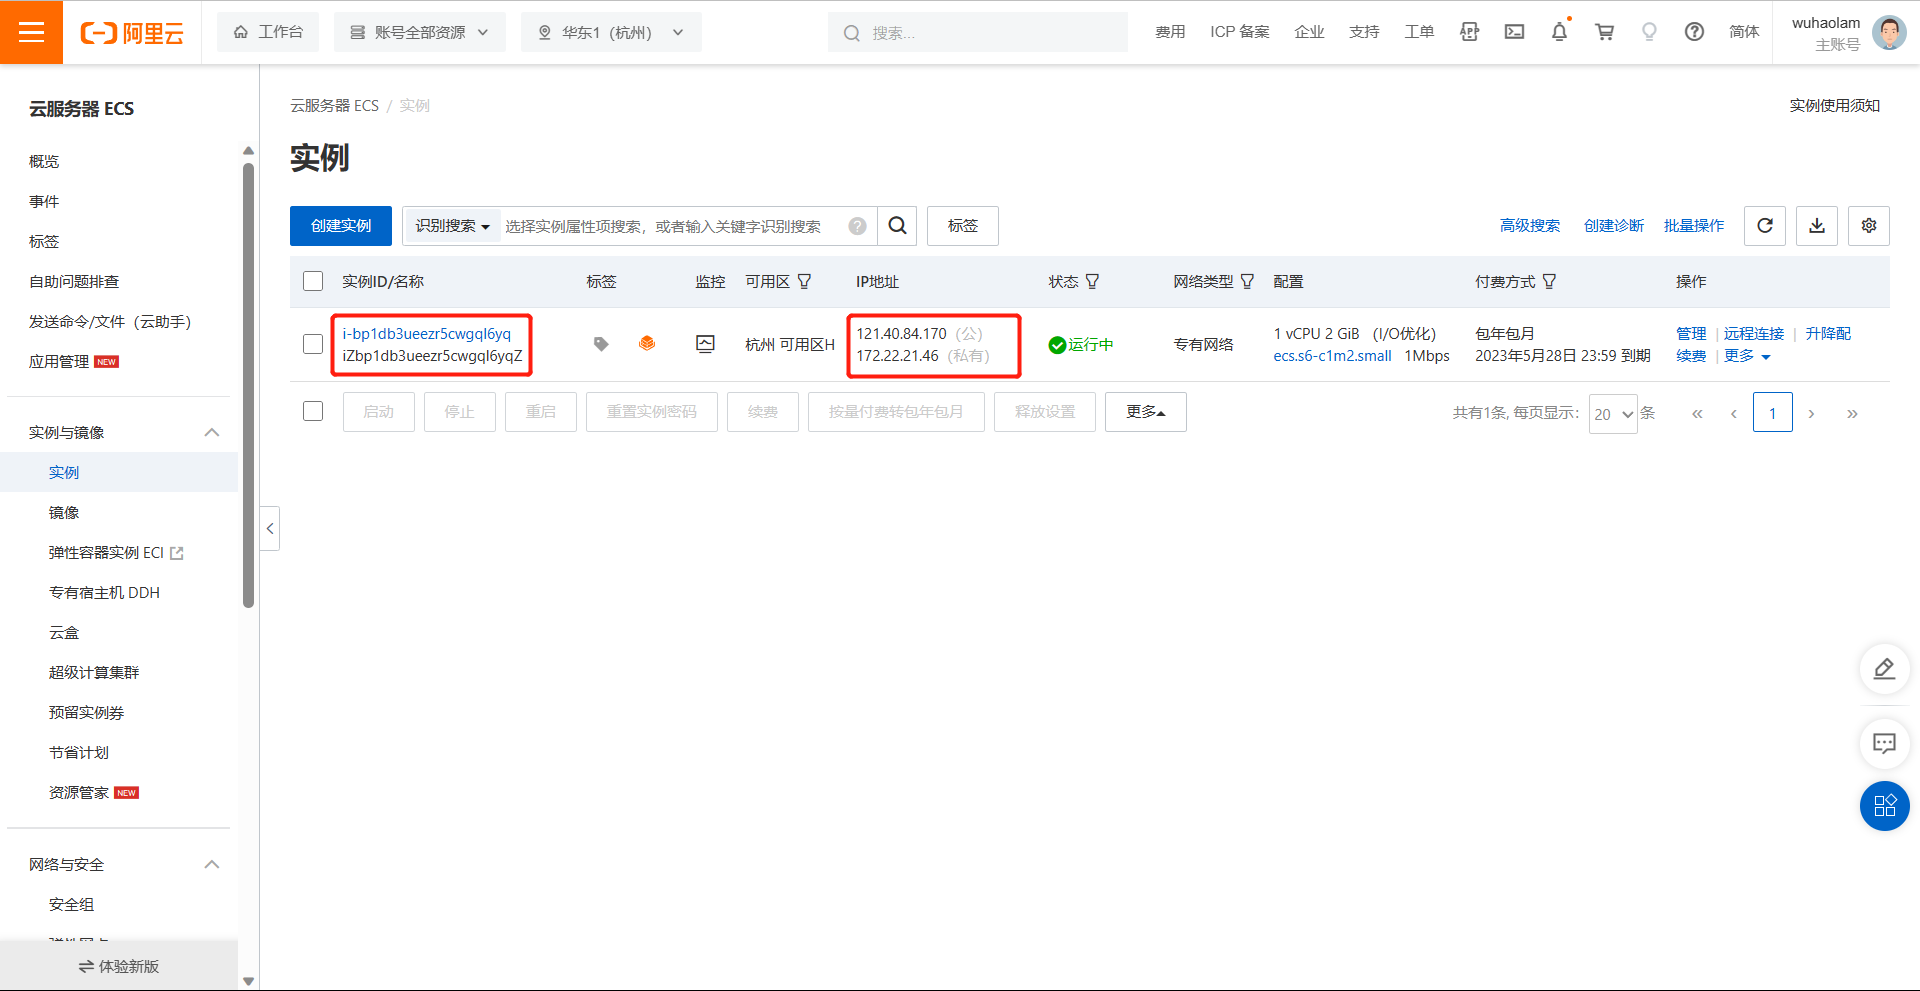 阿里云
工作台
账号全部资源
华东1（杭州）
搜索...
费用
ICP 备案
企业
支持
工单
APP
简体
wuhaolam
主账号
云服务器 ECS
概览
事件
标签
自助问题排查
发送命令/文件（云助手）
应用管理 NEW
实例与镜像
实例
镜像
弹性容器实例 ECI
专有宿主机 DDH
云盒
超级计算集群
预留实例券
节省计划
资源管家 NEW
网络与安全
安全组
体验新版
云服务器 ECS / 实例
实例使用须知
实例
创建实例
识别搜索
选择实例属性项搜索，或者输入关键字识别搜索
标签
高级搜索
创建诊断
批量操作
实例ID/名称
标签
监控
可用区
IP地址
状态
网络类型
配置
付费方式
操作
i-bp1db3ueezr5cwgql6yq
iZbp1db3ueezr5cwgql6yqZ
杭州 可用区H
121.40.84.170 (公)
172.22.21.46 (私有)
运行中
专有网络
1 vCPU 2 GiB (I/O优化)
ecs.s6-c1m2.small 1Mbps
包年包月
2023年5月28日 23:59 到期
管理 | 远程连接 | 升降配
续费 | 更多
启动
停止
重启
重置实例密码
续费
按量付费转包年包月
释放设置
更多
共有1条, 每页显示:
20
条
« ‹ 1 › »